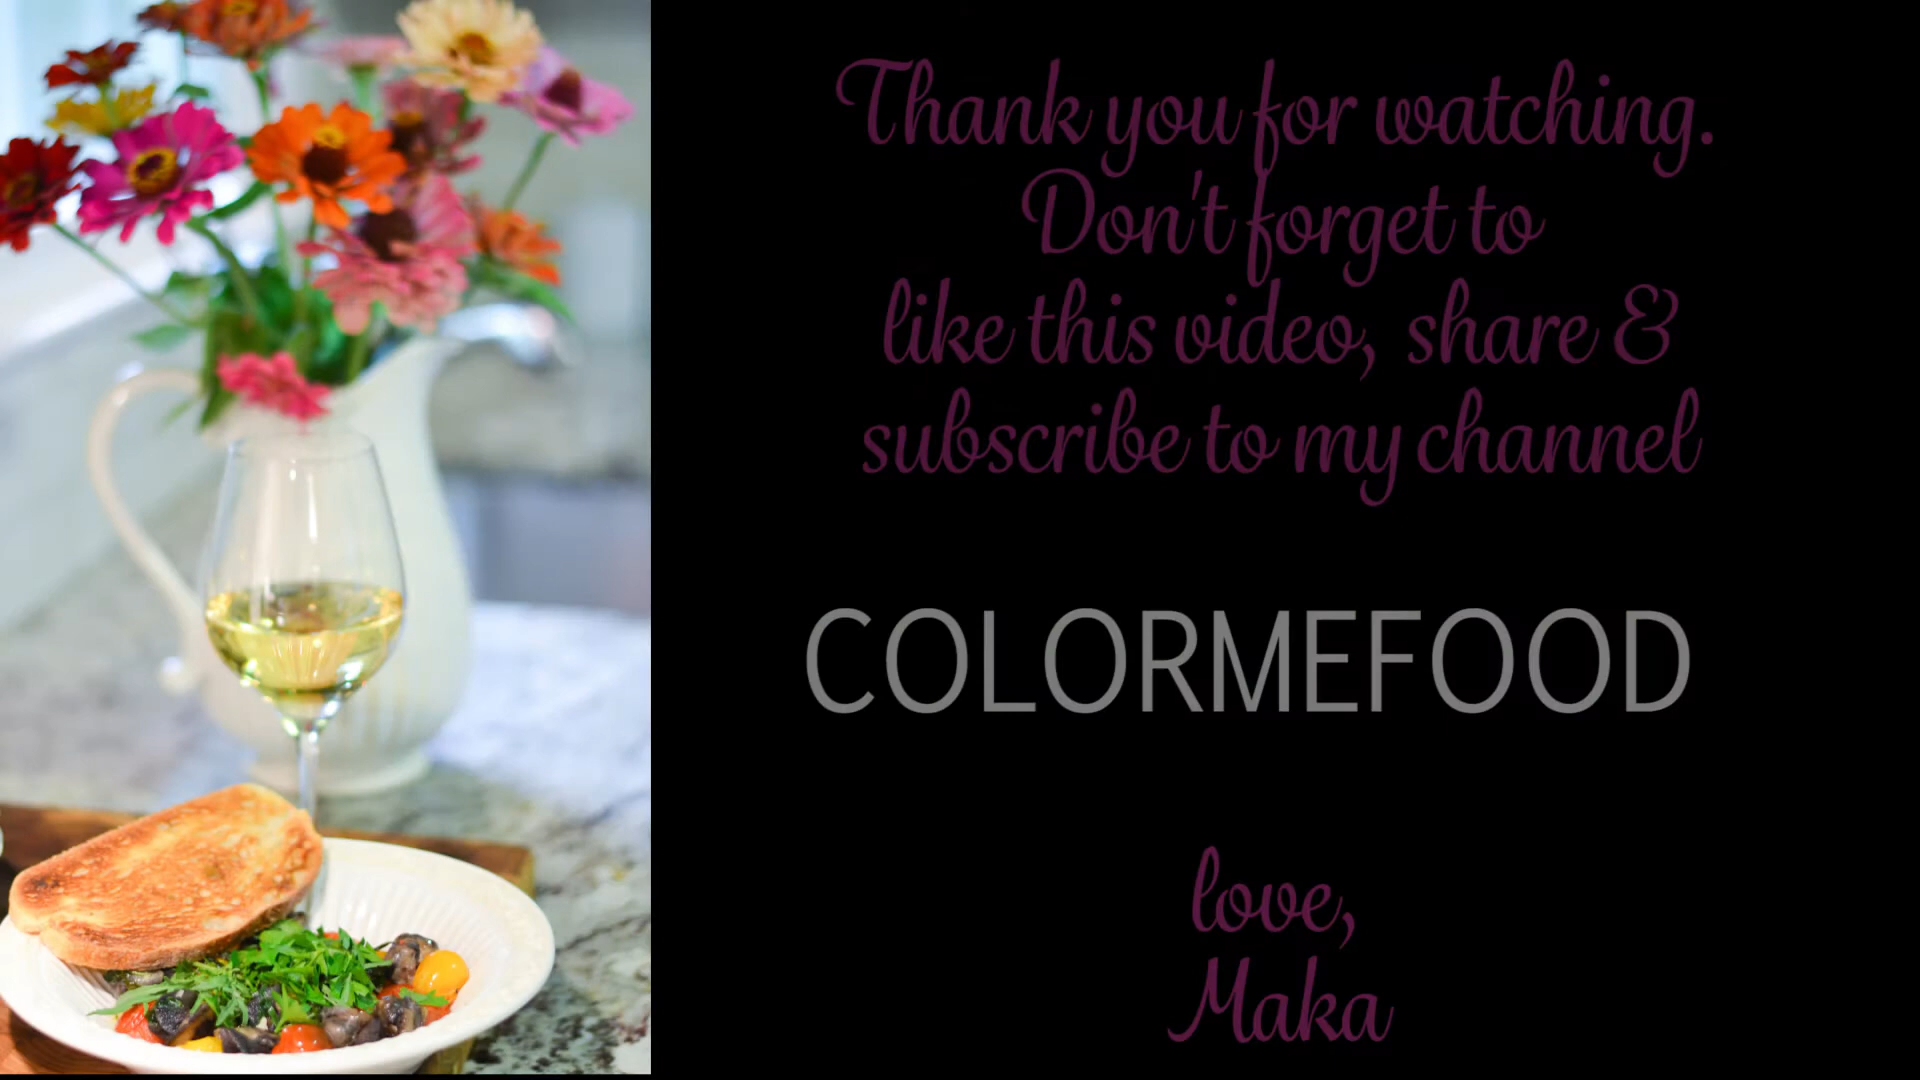 Thank you for watching.
Don't forget to
like this video, share &
subscribe to my channel
COLORMEFOOD
love,
Maka